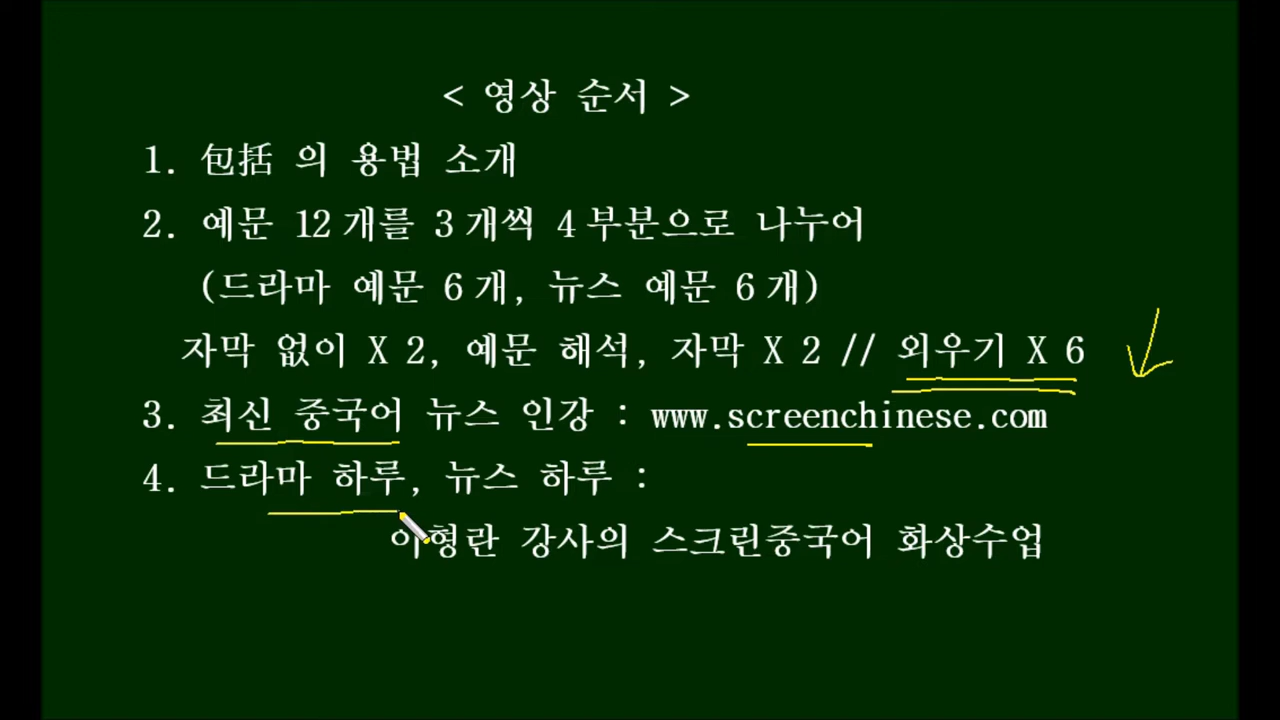 < 영상 순서 >
1. 包括 의 용법 소개
2. 예문 12개를 3개씩 4부분으로 나누어
(드라마 예문 6개, 뉴스 예문 6개)
자막 없이 X 2, 예문 해석, 자막 X 2 // 외우기 X 6
3. 최신 중국어 뉴스 인강 : www.screenchinese.com
4. 드라마 하루, 뉴스 하루 :
이형란 강사의 스크린중국어 화상수업